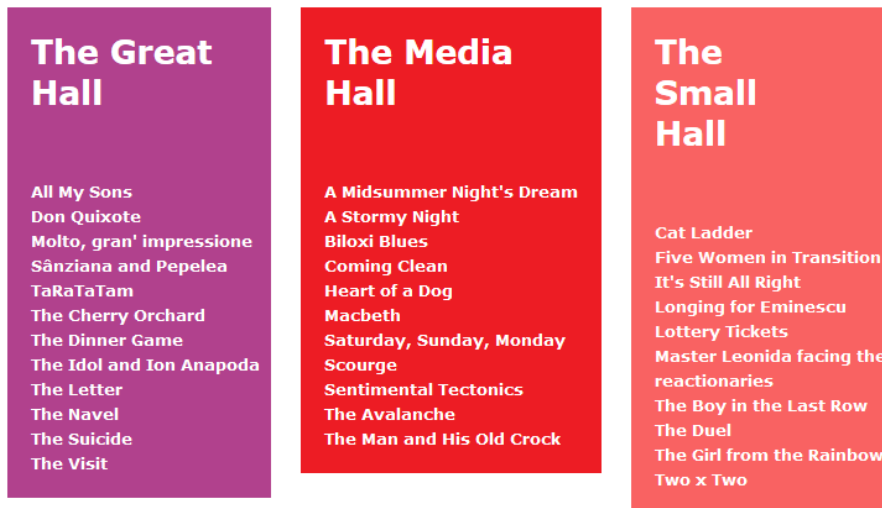 The Great
Hall
All My Sons
Don Quixote
Molto, gran' impressione
Sânziana and Pepelea
TaRaTaTam
The Cherry Orchard
The Dinner Game
The Idol and Ion Anapoda
The Letter
The Navel
The Suicide
The Visit
The Media
Hall
A Midsummer Night's Dream
A Stormy Night
Biloxi Blues
Coming Clean
Heart of a Dog
Macbeth
Saturday, Sunday, Monday
Scourge
Sentimental Tectonics
The Avalanche
The Man and His Old Crock
The
Small
Hall
Cat Ladder
Five Women in Transition
It's Still All Right
Longing for Eminescu
Lottery Tickets
Master Leonida facing the
reactionaries
The Boy in the Last Row
The Duel
The Girl from the Rainbow
Two x Two